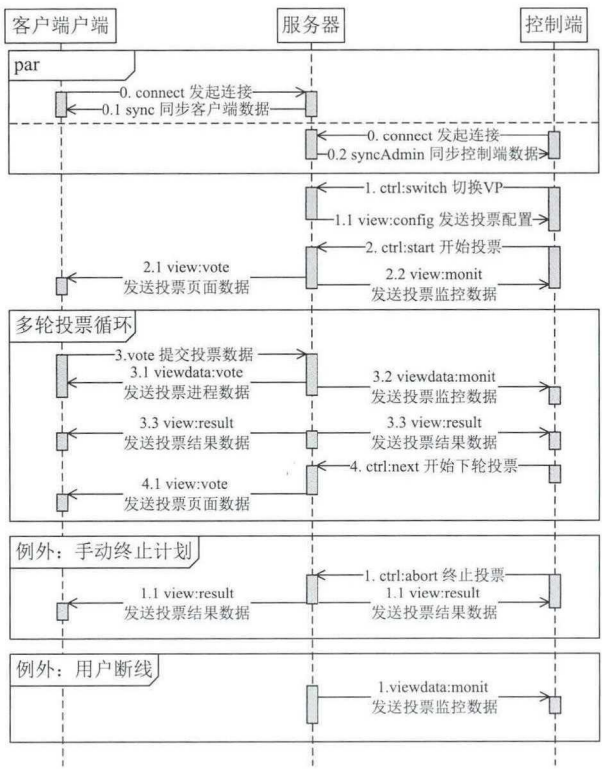 客户端户端
服务器
控制端
par
0. connect 发起连接
0.1 sync 同步客户端数据
0. connect 发起连接
0.2 syncAdmin 同步控制端数据
1. ctrl:switch 切换VP
1.1 view:config 发送投票配置
2. ctrl:start 开始投票
2.1 view:vote
发送投票页面数据
2.2 view:monit
发送投票监控数据
多轮投票循环
3.vote 提交投票数据
3.1 viewdata:vote
发送投票进程数据
3.2 viewdata:monit
发送投票监控数据
3.3 view:result
发送投票结果数据
3.3 view:result
发送投票结果数据
4. ctrl:next 开始下轮投票
4.1 view:vote
发送投票页面数据
例外：手动终止计划
1. ctrl:abort 终止投票
1.1 view:result
发送投票结果数据
1.1 view:result
发送投票结果数据
例外：用户断线
1.viewdata:monit
发送投票监控数据